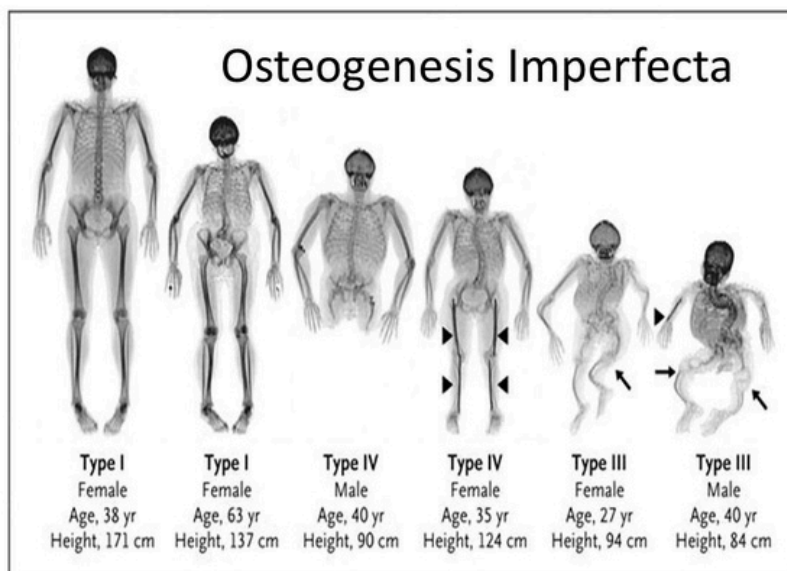 Osteogenesis Imperfecta
Type I
Female
Age, 38 yr
Height, 171 cm
Type I
Female
Age, 63 yr
Height, 137 cm
Type IV
Male
Age, 40 yr
Height, 90 cm
Type IV
Female
Age, 35 yr
Height, 124 cm
Type III
Female
Age, 27 yr
Height, 94 cm
Type III
Male
Age, 40 yr
Height, 84 cm